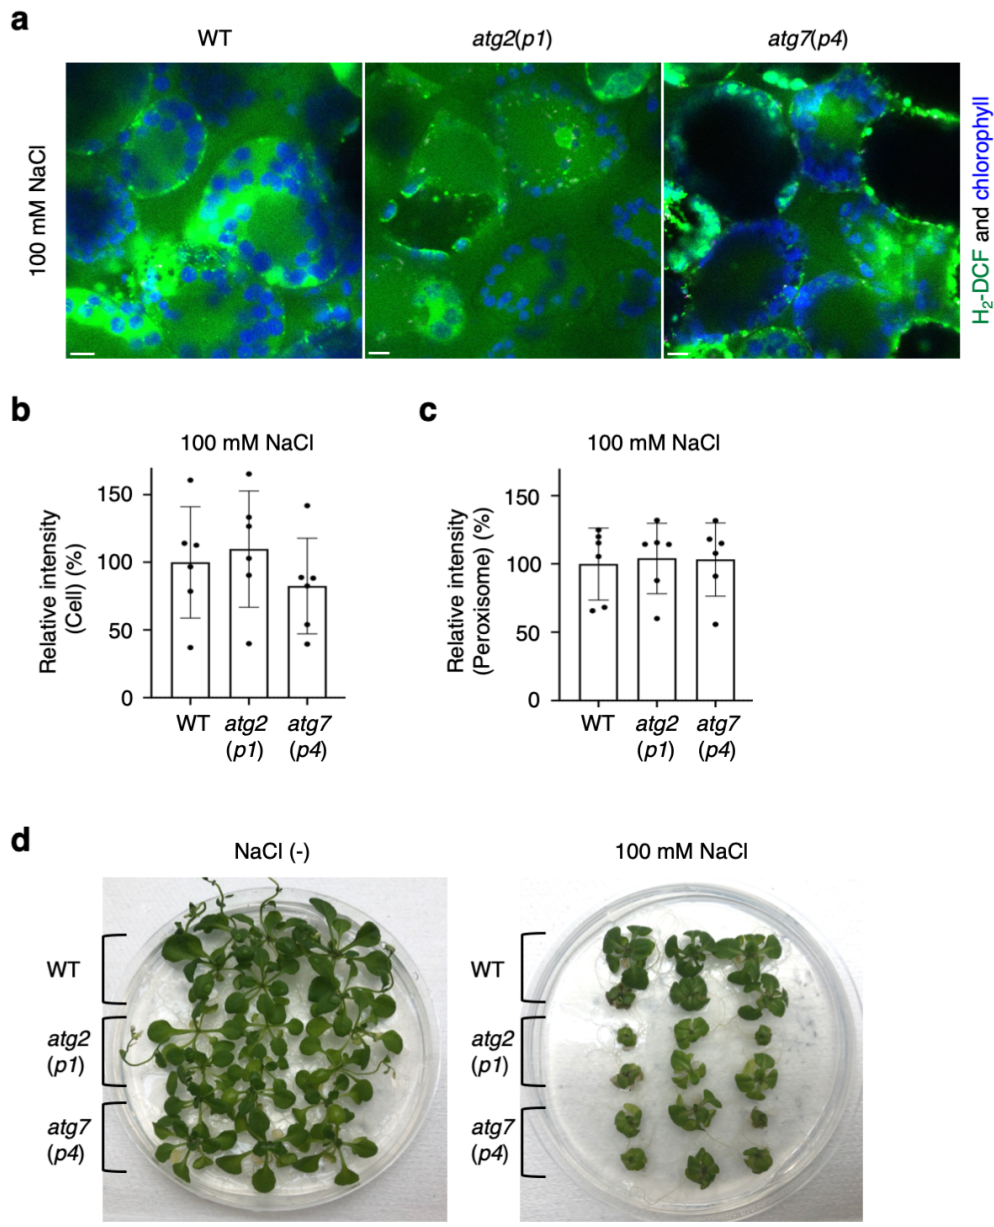 a
WT
atg2(p1)
atg7(p4)
100 mM NaCl
H2-DCF and chlorophyll
b
100 mM NaCl
Relative intensity
(Cell) (%)
150
100
50
0
WT
atg2
(p1)
atg7
(p4)
c
100 mM NaCl
Relative intensity
(Peroxisome) (%)
150
100
50
0
WT
atg2
(p1)
atg7
(p4)
d
NaCl (-)
WT
atg2
(p1)
atg7
(p4)
100 mM NaCl
WT
atg2
(p1)
atg7
(p4)